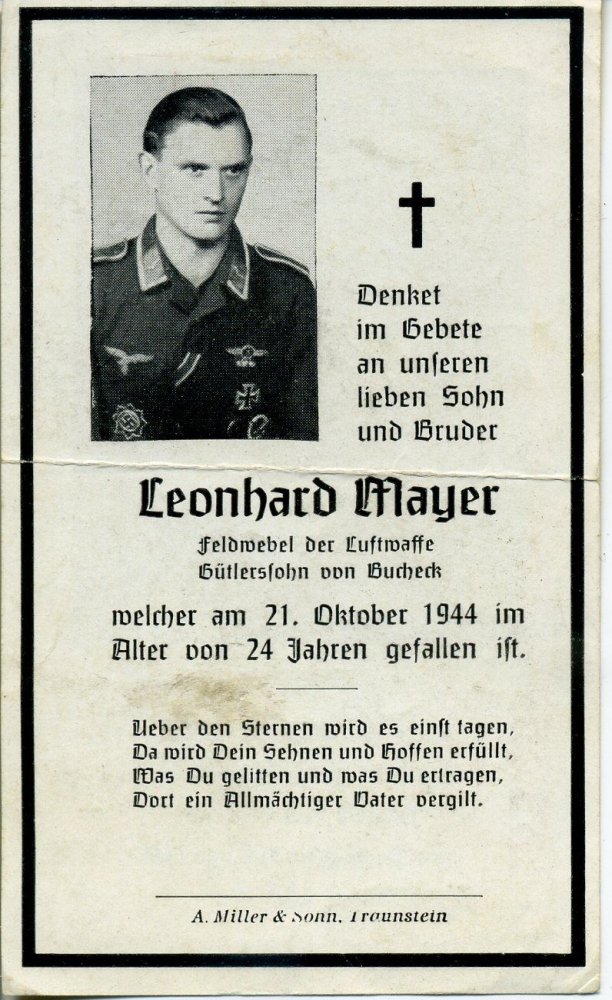 Denket
im Gebete
an unseren
lieben Sohn
und Bruder
Leonhard Mayer
Feldwebel der Luftwaffe
Gütlerssohn von Bucheck
welcher am 21. Oktober 1944 im
Alter von 24 Jahren gefallen ist.
Ueber den Sternen wird es einst tagen,
Da wird Dein Sehnen und Hoffen erfüllt,
Was Du gelitten und was Du ertragen,
Dort ein Allmächtiger Vater vergilt.
A. Miller & Sohn, Traunstein